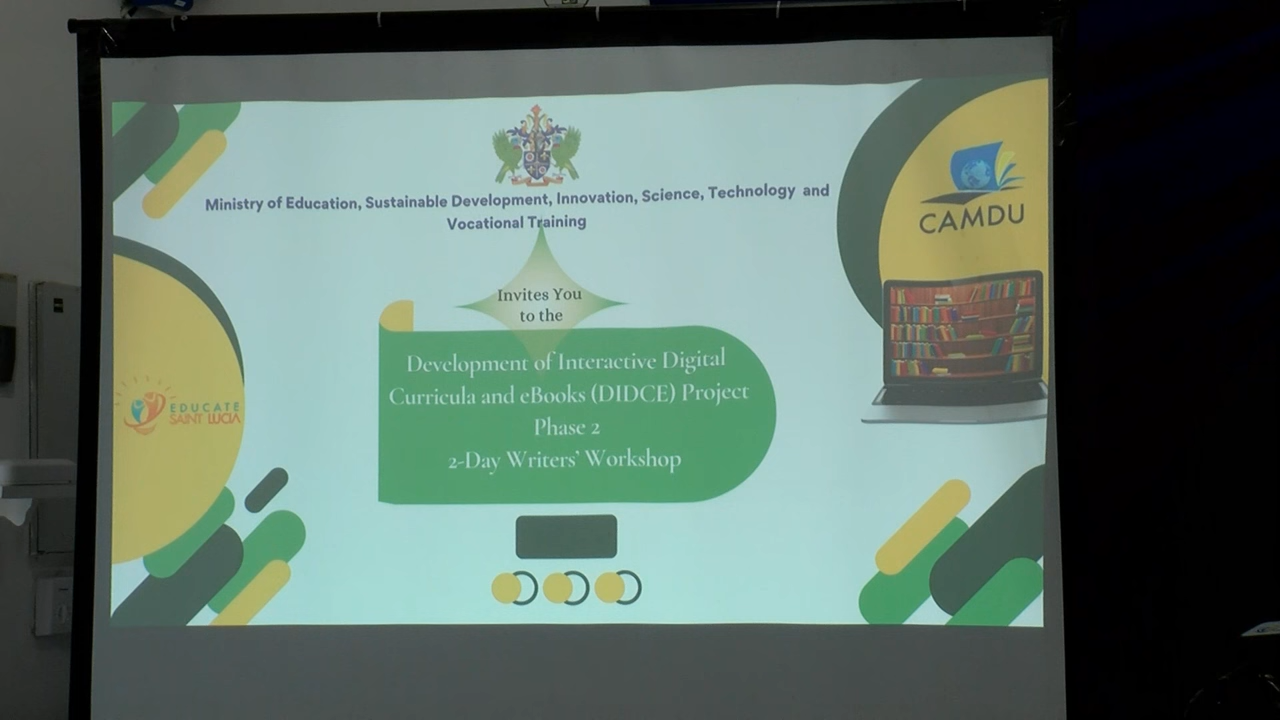 Ministry of Education, Sustainable Development, Innovation, Science, Technology and
Vocational Training
CAMDU
Invites You
to the
Development of Interactive Digital
Curricula and eBooks (DIDCE) Project
Phase 2
2-Day Writers' Workshop
EDUCATE
SAINT LUCIA